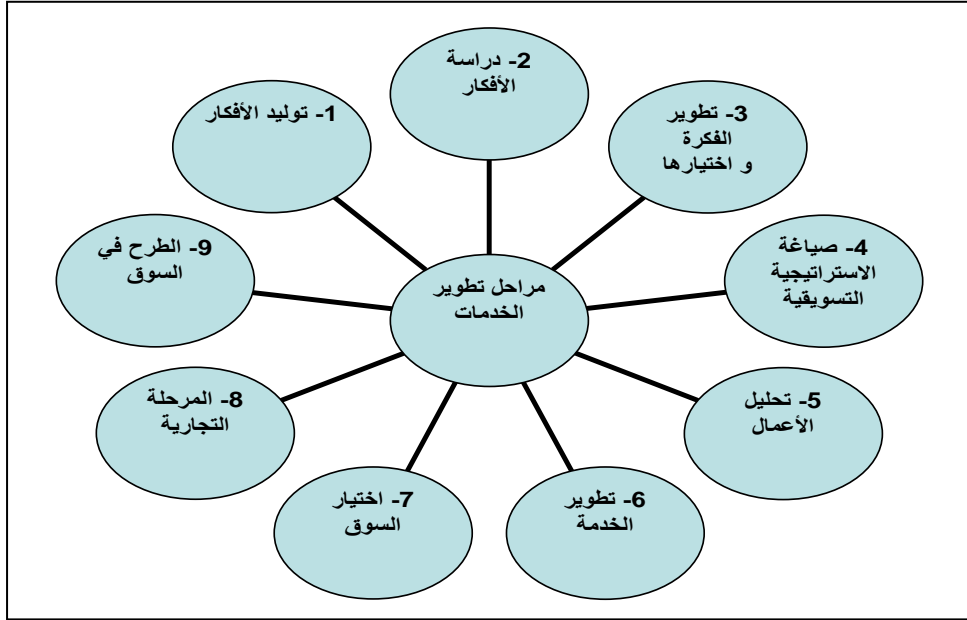 مراحل تطوير
الخدمات
1- توليد الأفكار
2- دراسة
الأفكار
3- تطوير
الفكرة
و اختيارها
4- صياغة
الاستراتيجية
التسويقية
5- تحليل
الأعمال
6- تطوير
الخدمة
7- اختيار
السوق
8- المرحلة
التجارية
9- الطرح في
السوق